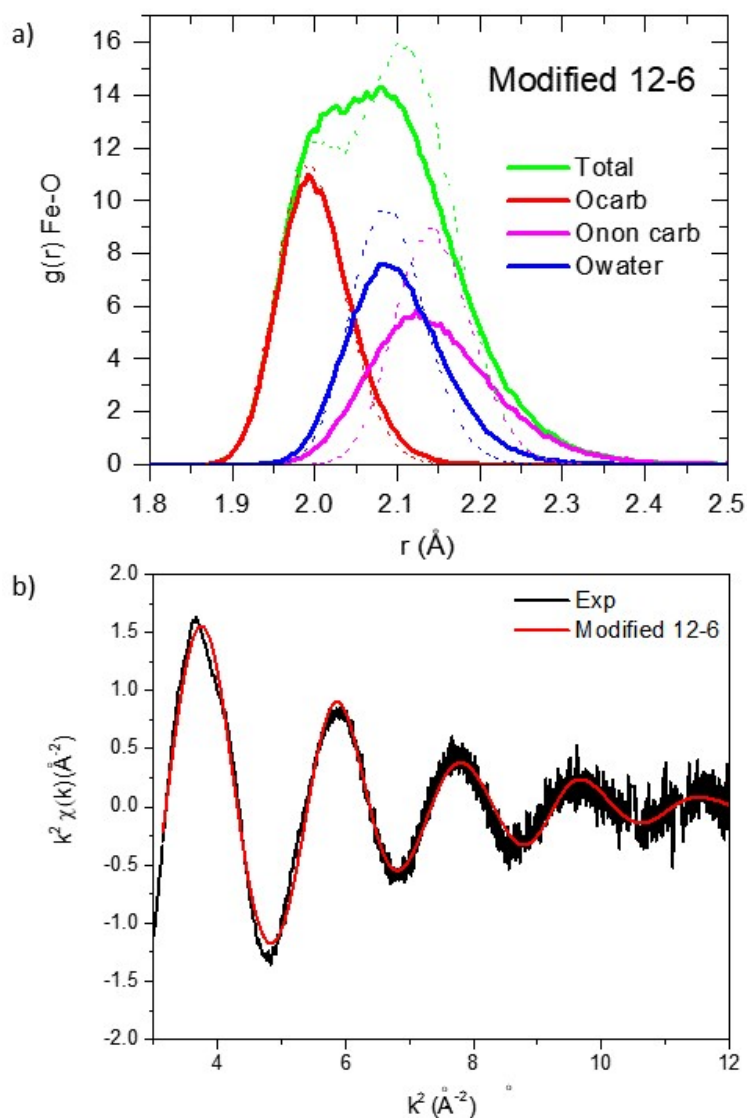 a)
Modified 12-6
Total
Ocarb
Onon carb
Owater
g(r) Fe-O
16
14
12
10
8
6
4
2
0
1.8 1.9 2.0 2.1 2.2 2.3 2.4 2.5
r (Å)
b)
Exp
Modified 12-6
k² χ(k)(Å⁻²)
2.0
1.5
1.0
0.5
0.0
-0.5
-1.0
-1.5
-2.0
4 6 8 10 12
k² (Å⁻²) °